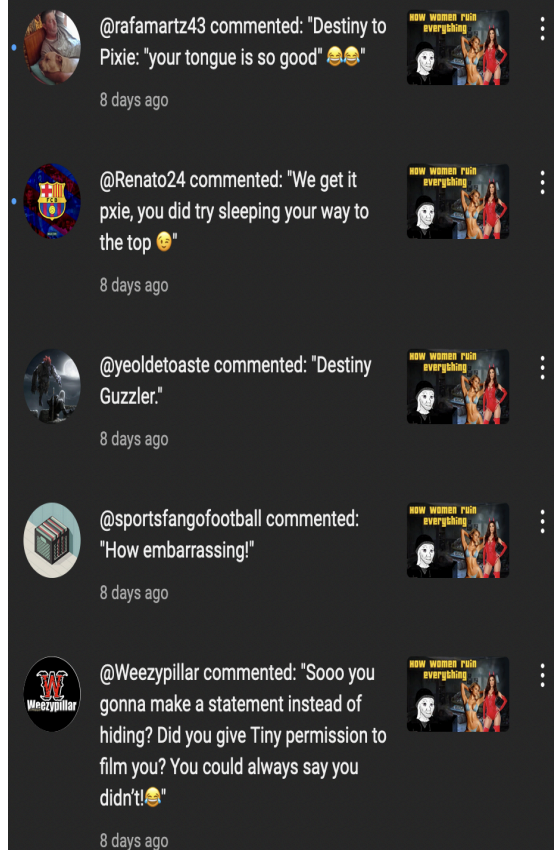 @rafamartz43 commented: "Destiny to
Pixie: "your tongue is so good" 😂😂"
8 days ago
HOW WOMEN RUIN
EVERYTHING
@Renato24 commented: "We get it
pxie, you did try sleeping your way to
the top 😉"
8 days ago
HOW WOMEN RUIN
EVERYTHING
@yeoldetoaste commented: "Destiny
Guzzler."
8 days ago
HOW WOMEN RUIN
EVERYTHING
@sportsfangofootball commented:
"How embarrassing!"
8 days ago
HOW WOMEN RUIN
EVERYTHING
Weezypillar
@Weezypillar commented: "Sooo you
gonna make a statement instead of
hiding? Did you give Tiny permission to
film you? You could always say you
didn't!😂"
8 days ago
HOW WOMEN RUIN
EVERYTHING